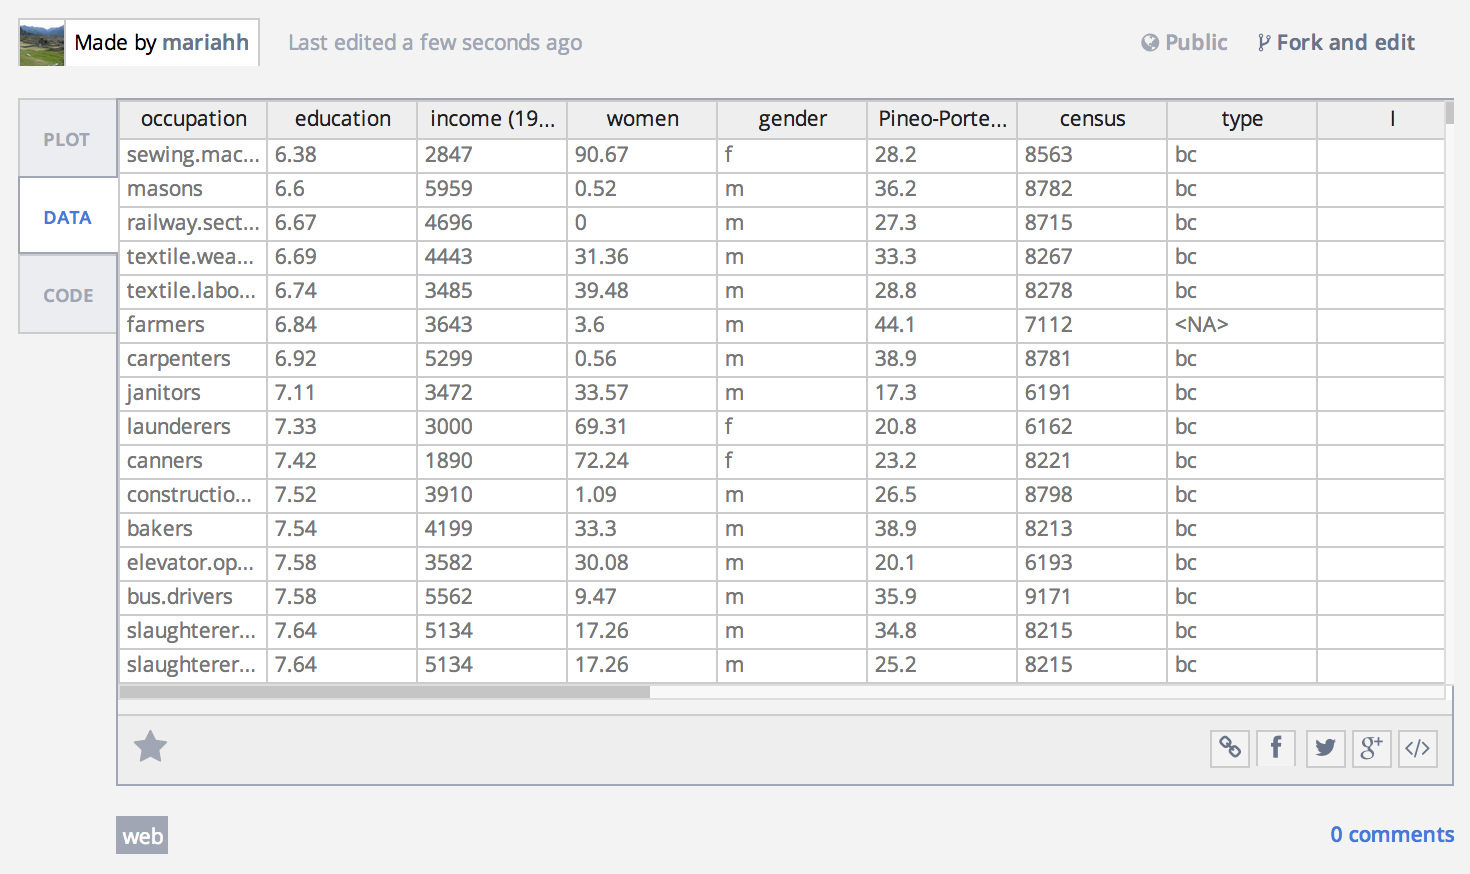 Made by mariahh Last edited a few seconds ago Public Fork and edit
PLOT
DATA
CODE
occupation education income (19... women gender Pineo-Porte... census type I
sewing.mac... 6.38 2847 90.67 f 28.2 8563 bc
masons 6.6 5959 0.52 m 36.2 8782 bc
railway.sect... 6.67 4696 0 m 27.3 8715 bc
textile.wea... 6.69 4443 31.36 m 33.3 8267 bc
textile.labo... 6.74 3485 39.48 m 28.8 8278 bc
farmers 6.84 3643 3.6 m 44.1 7112 <NA>
carpenters 6.92 5299 0.56 m 38.9 8781 bc
janitors 7.11 3472 33.57 m 17.3 6191 bc
launderers 7.33 3000 69.31 f 20.8 6162 bc
canners 7.42 1890 72.24 f 23.2 8221 bc
constructio... 7.52 3910 1.09 m 26.5 8798 bc
bakers 7.54 4199 33.3 m 38.9 8213 bc
elevator.op... 7.58 3582 30.08 m 20.1 6193 bc
bus.drivers 7.58 5562 9.47 m 35.9 9171 bc
slaughterer... 7.64 5134 17.26 m 34.8 8215 bc
slaughterer... 7.64 5134 17.26 m 25.2 8215 bc
f g+ </>
web 0 comments